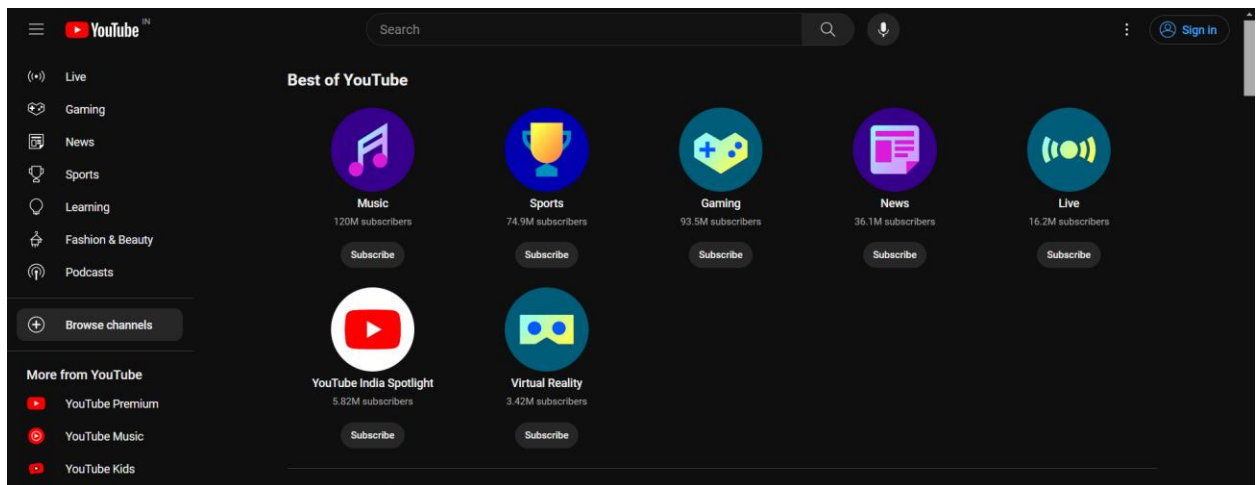 YouTube IN
Search
Sign in
Live
Gaming
News
Sports
Learning
Fashion & Beauty
Podcasts
Browse channels
More from YouTube
YouTube Premium
YouTube Music
YouTube Kids
Best of YouTube
Music
120M subscribers
Subscribe
Sports
74.9M subscribers
Subscribe
Gaming
93.5M subscribers
Subscribe
News
36.1M subscribers
Subscribe
Live
16.2M subscribers
Subscribe
YouTube India Spotlight
5.82M subscribers
Subscribe
Virtual Reality
3.42M subscribers
Subscribe